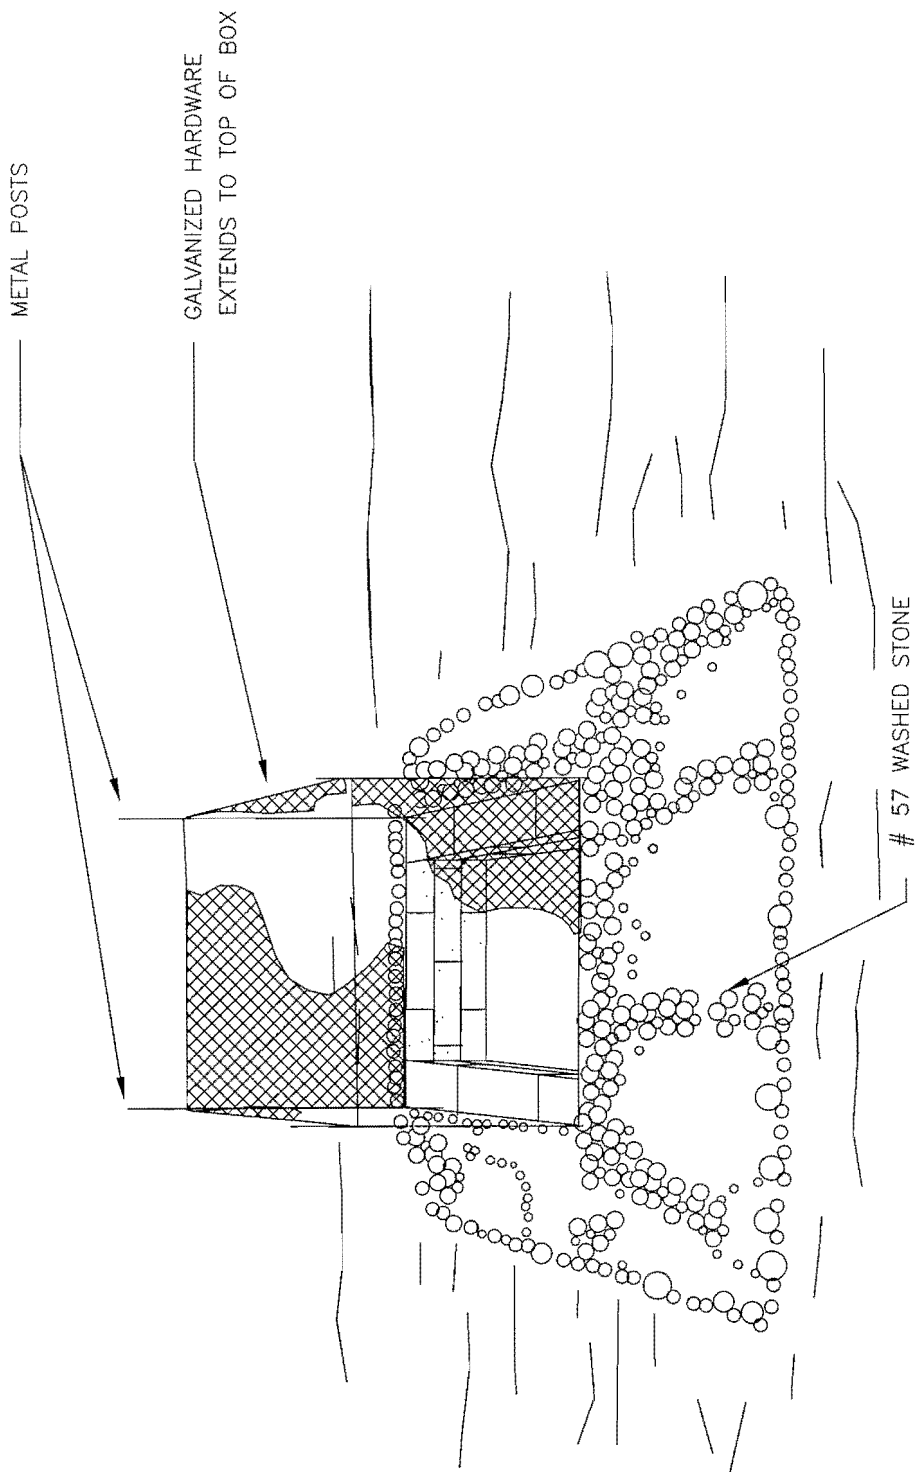 METAL POSTS
GALVANIZED HARDWARE
EXTENDS TO TOP OF BOX
# 57 WASHED STONE